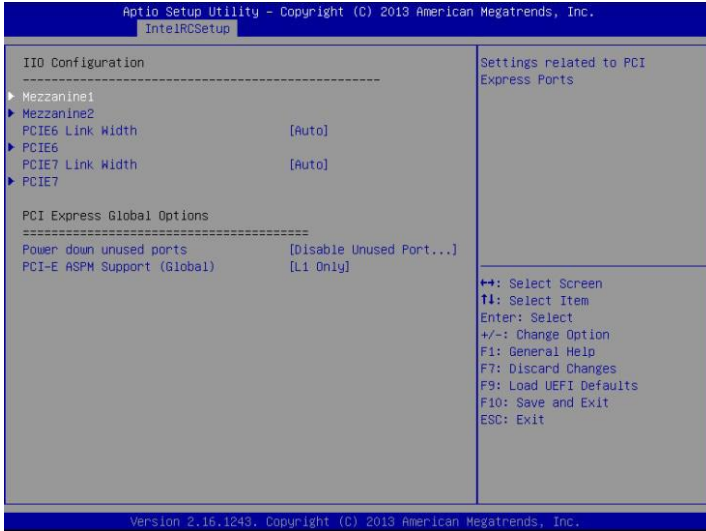 Aptio Setup Utility – Copyright (C) 2013 American Megatrends, Inc.
IntelRCSetup
IIO Configuration
--------------------------------------------------
Mezzanine1
Mezzanine2
PCIE6 Link Width [Auto]
PCIE6
PCIE7 Link Width [Auto]
PCIE7
PCI Express Global Options
========================================
Power down unused ports [Disable Unused Port...]
PCI-E ASPM Support (Global) [L1 Only]
Settings related to PCI
Express Ports
↔: Select Screen
↑↓: Select Item
Enter: Select
+/-: Change Option
F1: General Help
F7: Discard Changes
F9: Load UEFI Defaults
F10: Save and Exit
ESC: Exit
Version 2.16.1243. Copyright (C) 2013 American Megatrends, Inc.